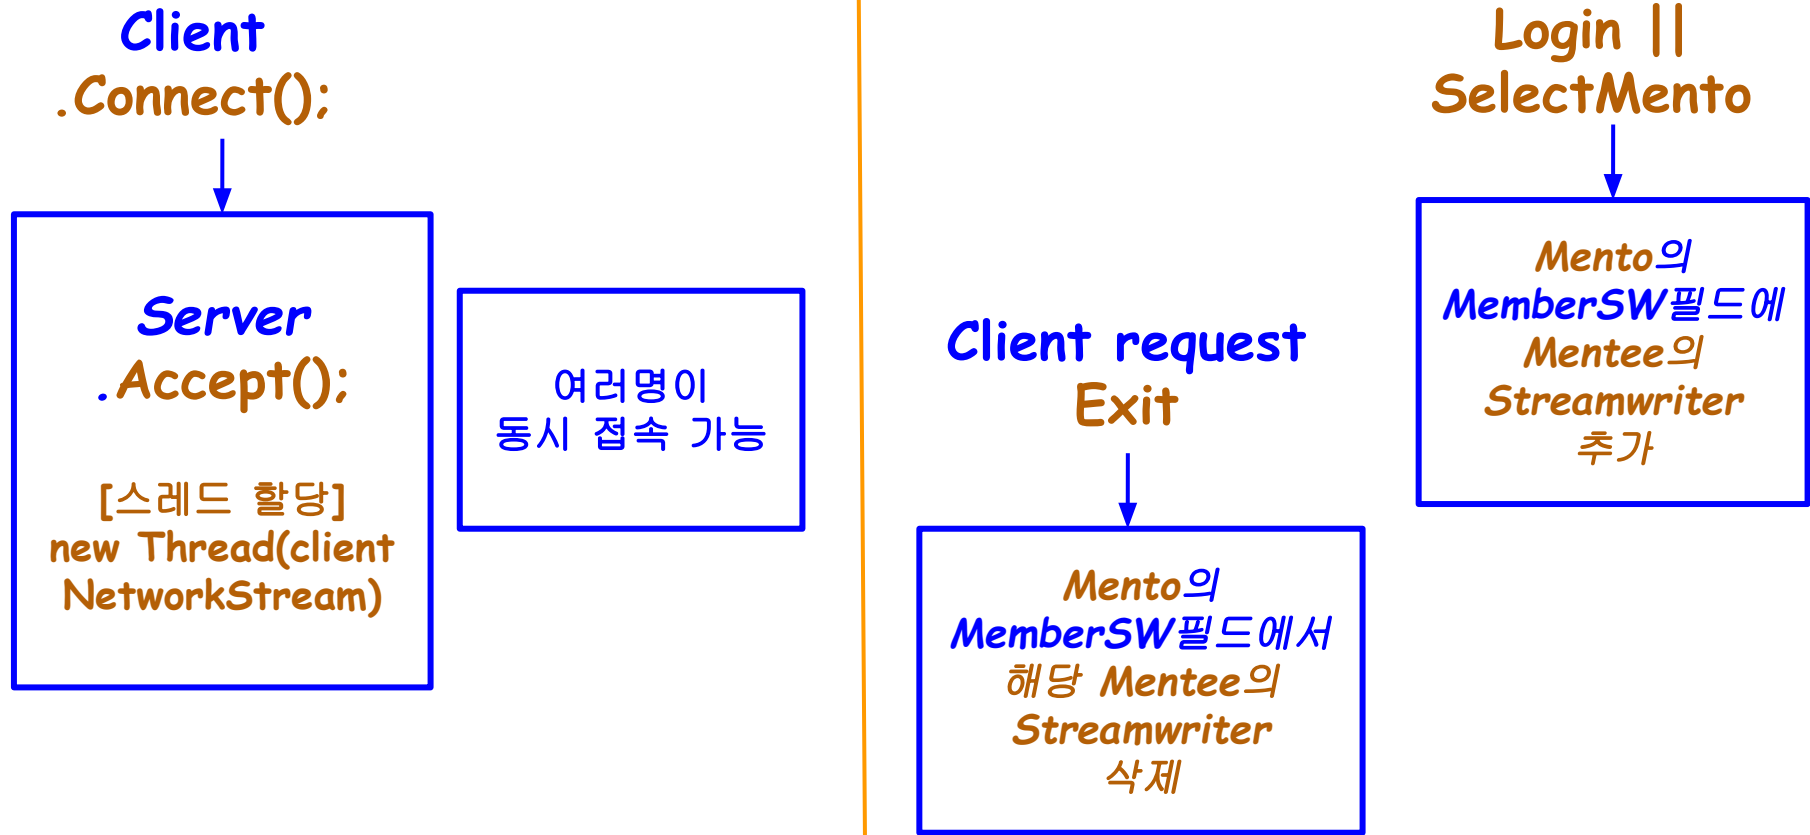 Client
.Connect();
Server
.Accept();
[스레드 할당]
new Thread(client
NetworkStream)
여러명이
동시 접속 가능
Client request
Exit
Mento의
MemberSW필드에서
해당 Mentee의
Streamwriter
삭제
Login ||
SelectMento
Mento의
MemberSW필드에
Mentee의
Streamwriter
추가